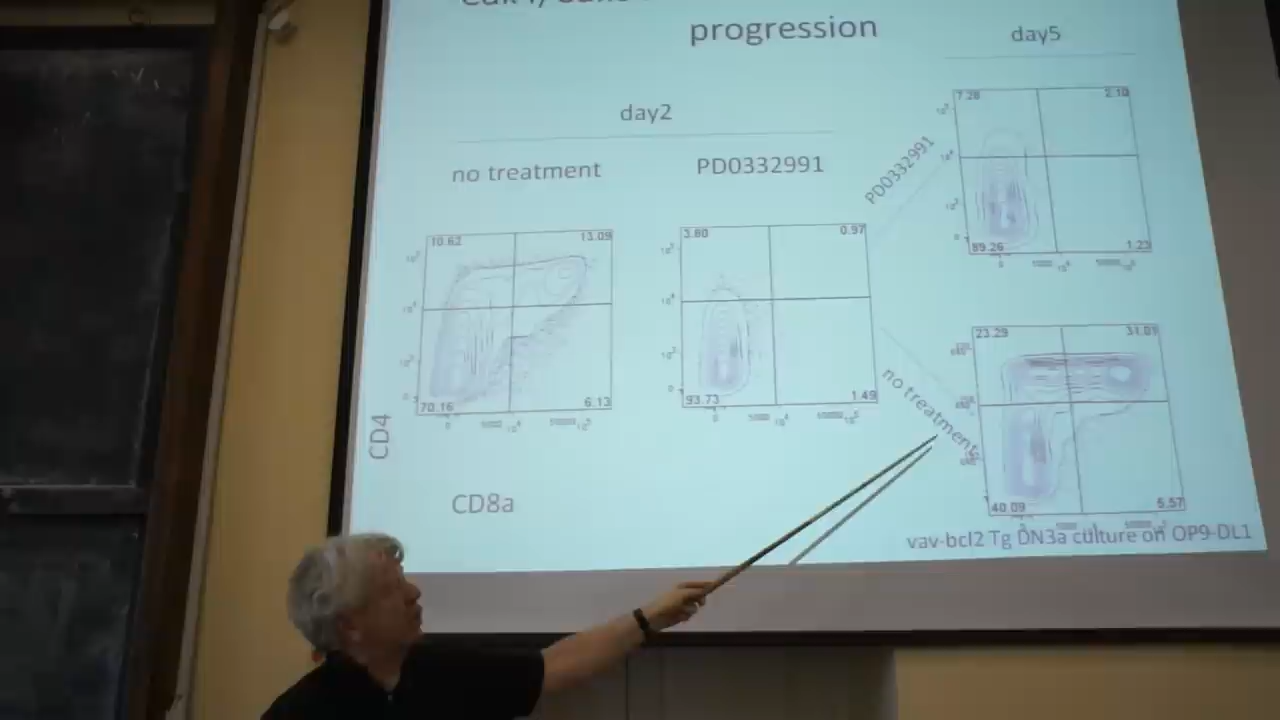 progression
day5
day2
no treatment
PD0332991
PD0332991
7.28
2.10
89.26
1.23
10.62
13.09
70.16
6.13
3.80
0.97
93.73
1.49
no treatment
23.29
31.01
40.09
5.57
CD4
CD8a
vav-bcl2 Tg DN3a culture on OP9-DL1